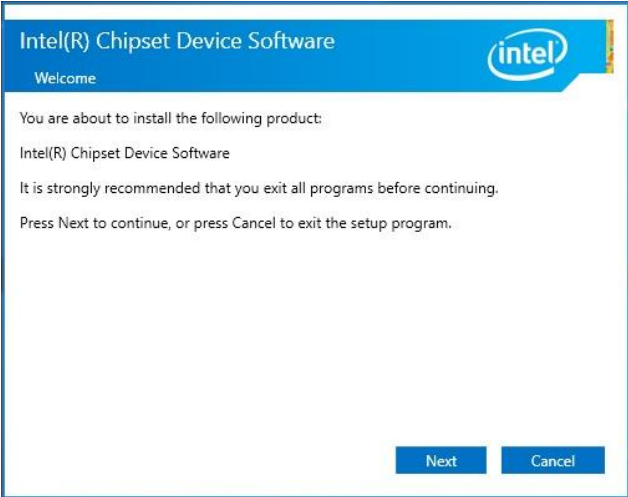 Intel(R) Chipset Device Software
intel
Welcome
You are about to install the following product:
Intel(R) Chipset Device Software
It is strongly recommended that you exit all programs before continuing.
Press Next to continue, or press Cancel to exit the setup program.
Next Cancel